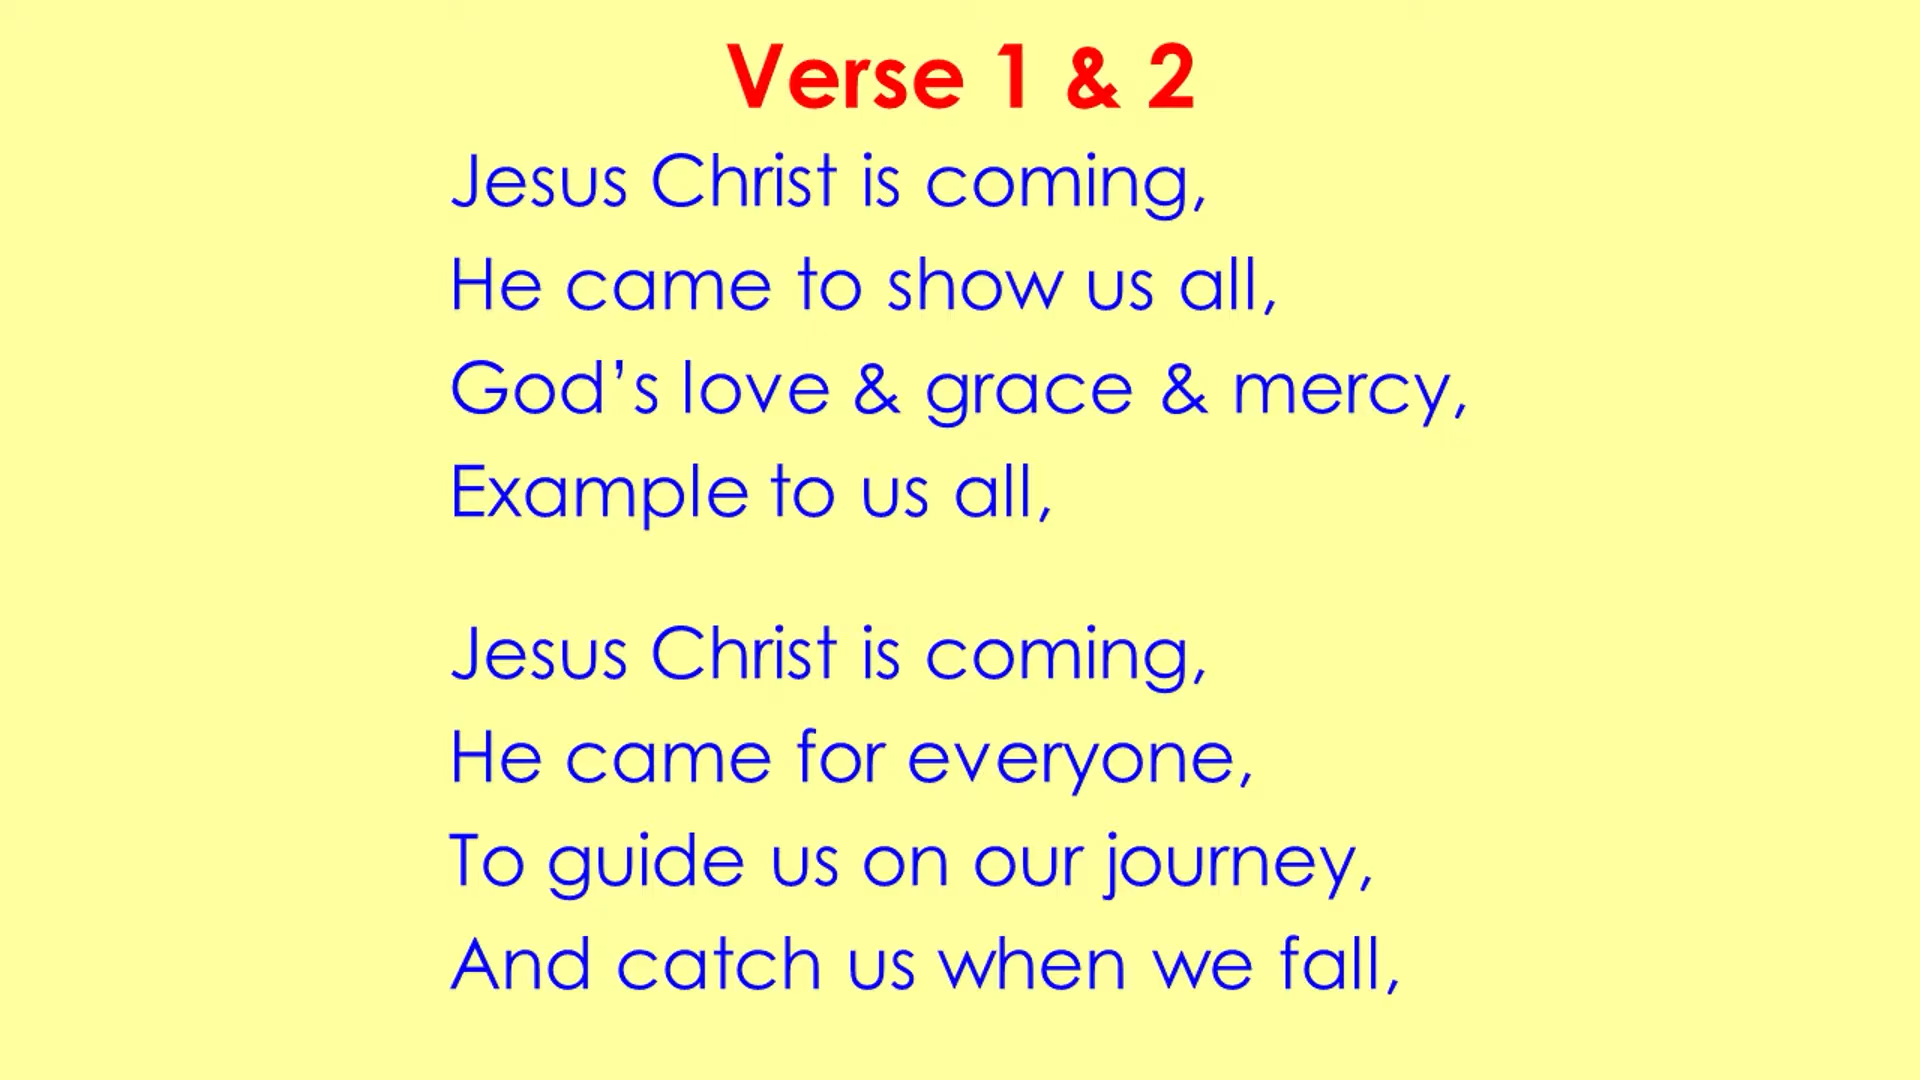 Verse 1 & 2
Jesus Christ is coming,
He came to show us all,
God’s love & grace & mercy,
Example to us all,
Jesus Christ is coming,
He came for everyone,
To guide us on our journey,
And catch us when we fall,